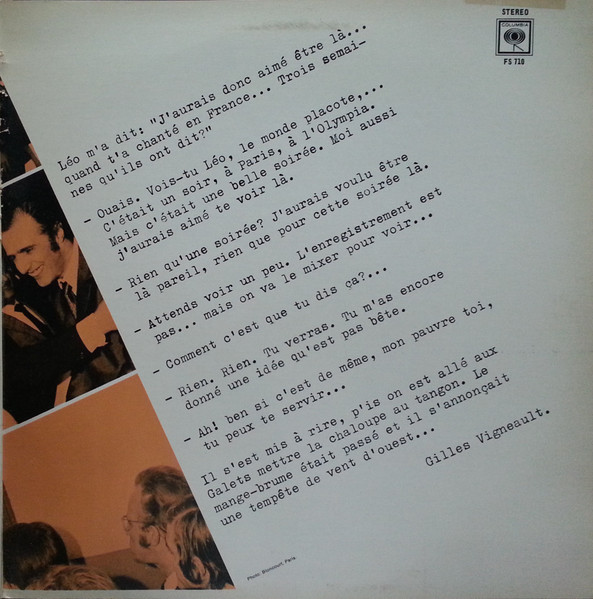 STEREO
COLUMBIA
FS 710
Léo m'a dit: "J'aurais donc aimé être là...
quand t'a chanté en France... Trois semai-
nes qu'ils ont dit?"
- Ouais. Vois-tu Léo, le monde placote,...
C'était un soir, à Paris, à l'Olympia.
Mais c'était une belle soirée. Moi aussi
j'aurais aimé te voir là.
- Rien qu'une soirée? J'aurais voulu être
là pareil, rien que pour cette soirée là.
- Attends voir un peu. L'enregistrement est
pas... mais on va le mixer pour voir...
- Comment c'est que tu dis ça?...
- Rien. Rien. Tu verras. Tu m'as encore
donné une idée qu'est pas bête.
- Ah! ben si c'est de même, mon pauvre toi,
tu peux te servir...
Il s'est mis à rire, p'is on est allé aux
Galets mettre la chaloupe au tangon. Le
mange-brume était passé et il s'annonçait
une tempête de vent d'ouest...
Gilles Vigneault.
Photo: Paris.